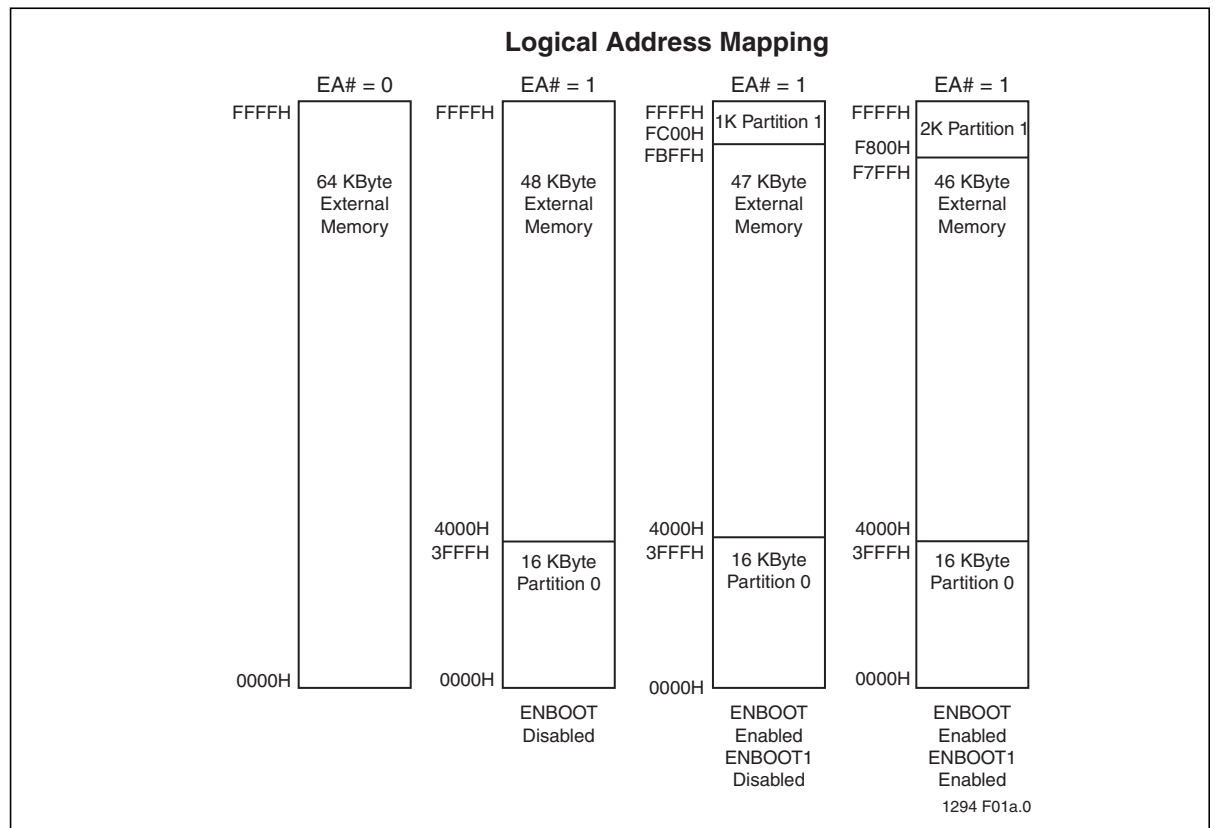 Logical Address Mapping
EA# = 0
FFFFH
64 KByte
External
Memory
0000H
EA# = 1
FFFFH
48 KByte
External
Memory
4000H
3FFFH
16 KByte
Partition 0
0000H
ENBOOT
Disabled
EA# = 1
FFFFH
FC00H
FBFFH
1K Partition 1
47 KByte
External
Memory
4000H
3FFFH
16 KByte
Partition 0
0000H
ENBOOT
Enabled
ENBOOT1
Disabled
EA# = 1
FFFFH
F800H
F7FFH
2K Partition 1
46 KByte
External
Memory
4000H
3FFFH
16 KByte
Partition 0
0000H
ENBOOT
Enabled
ENBOOT1
Enabled
1294 F01a.0